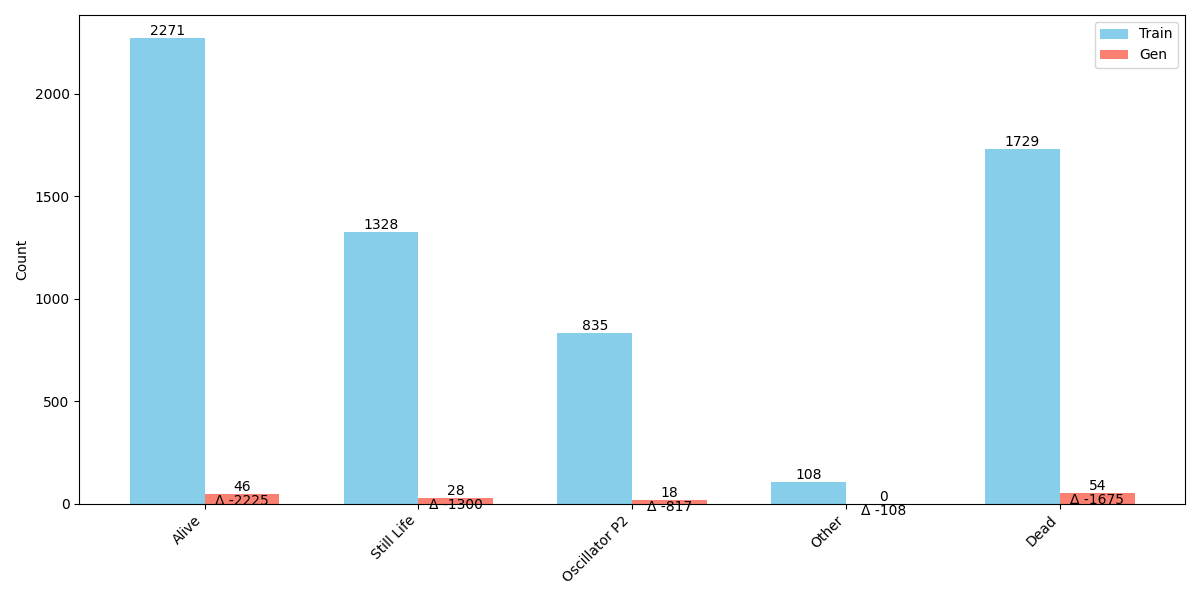 2271
Train
Gen
2000
1729
1500
1328
Count
1000
835
500
108
46
28
18
0
54
0
Δ -2225
Δ -1300
Δ -817
Δ -108
Δ -1675
Alive
Still Life
Oscillator P2
Other
Dead